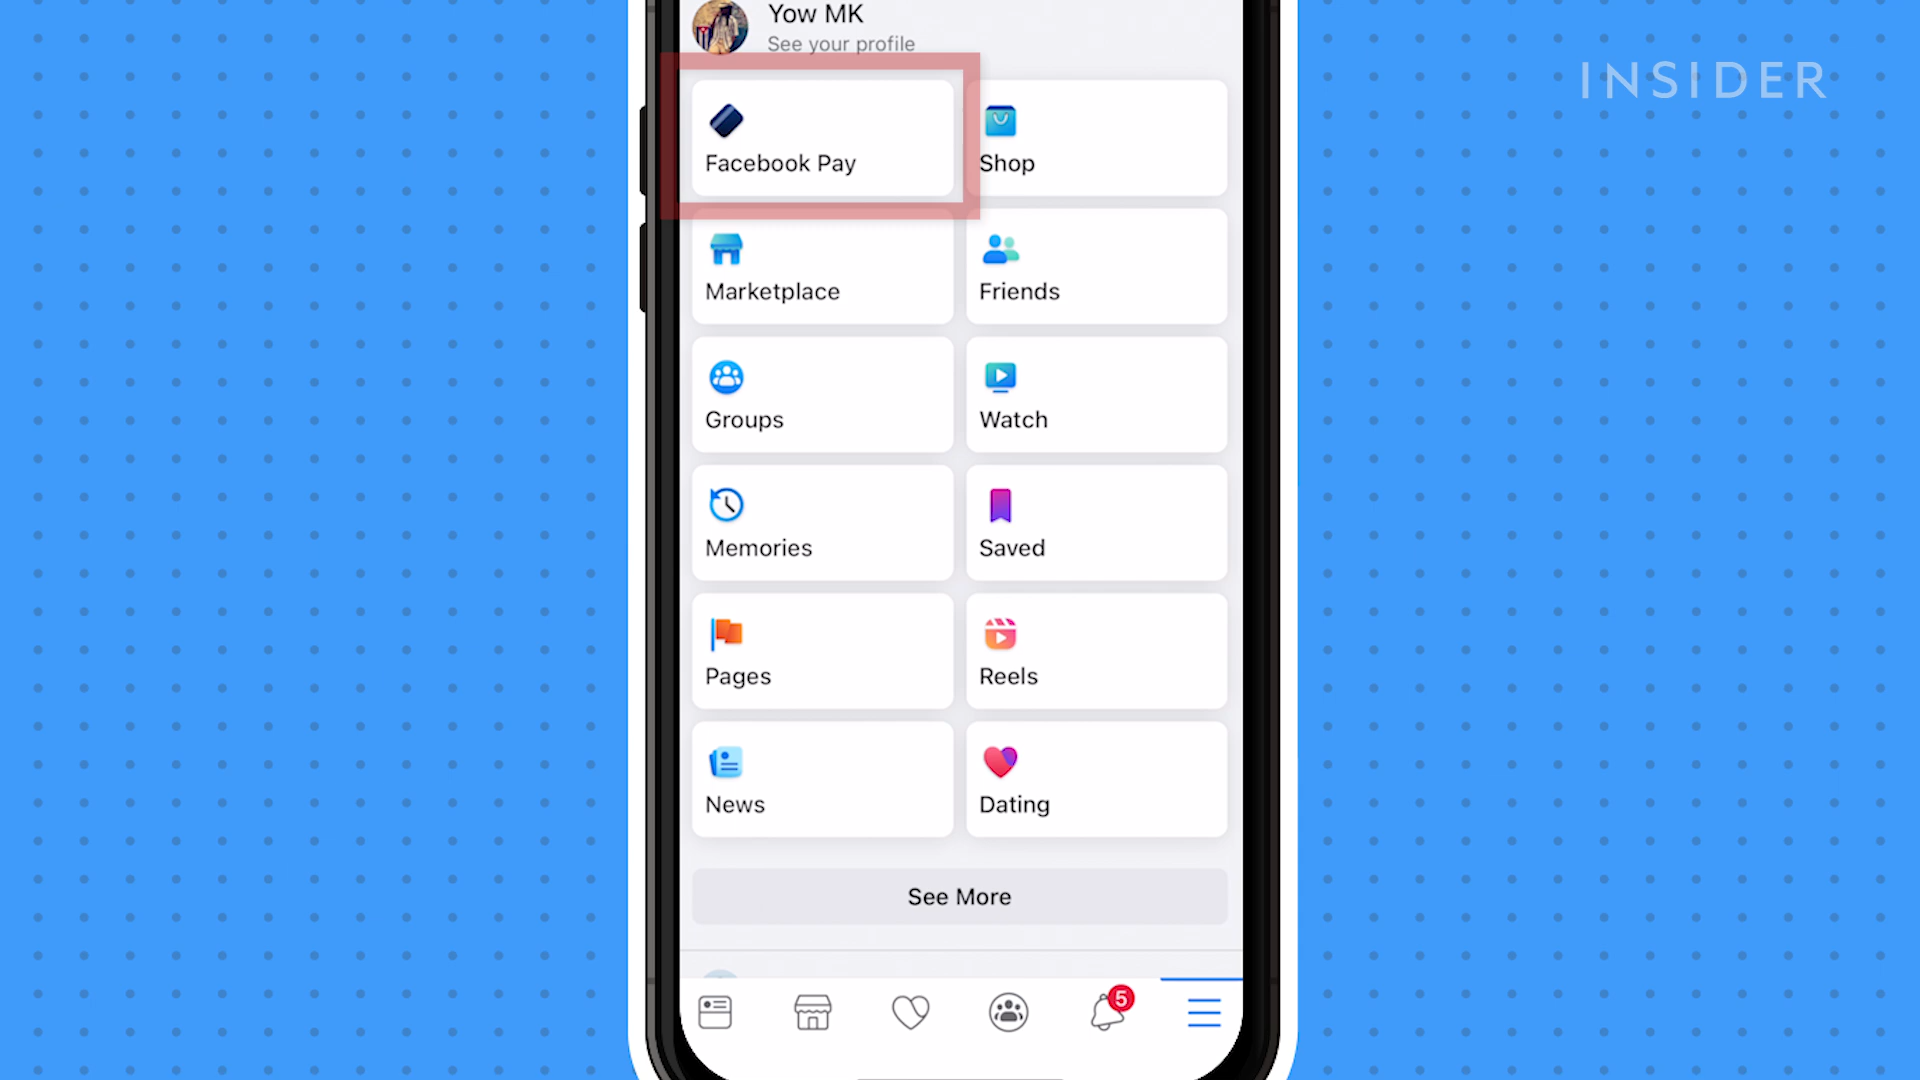 Yow MK
See your profile
INSIDER
Facebook Pay
Shop
Marketplace
Friends
Groups
Watch
Memories
Saved
Pages
Reels
News
Dating
See More
5